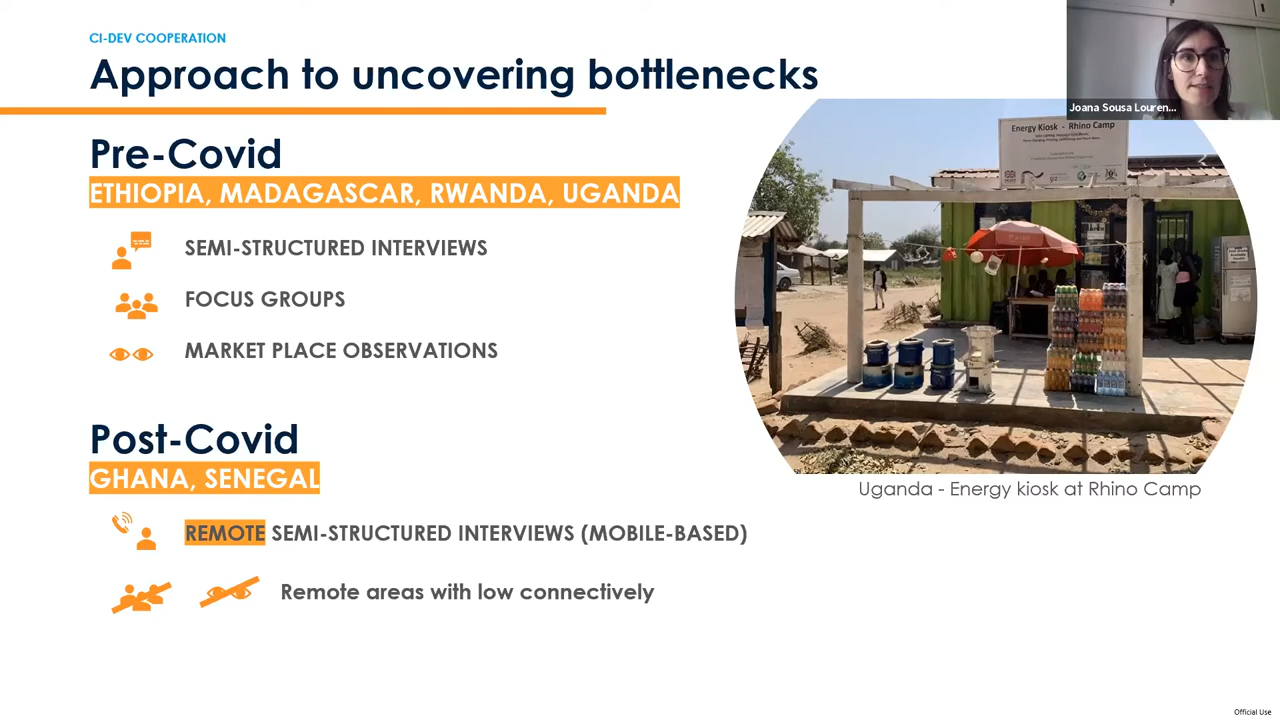 CI-DEV COOPERATION
Approach to uncovering bottlenecks
Joana Sousa Louren...
Pre-Covid
ETHIOPIA, MADAGASCAR, RWANDA, UGANDA
SEMI-STRUCTURED INTERVIEWS
FOCUS GROUPS
MARKET PLACE OBSERVATIONS
Energy Kiosk - Rhino Camp
Uganda - Energy kiosk at Rhino Camp
Post-Covid
GHANA, SENEGAL
REMOTE SEMI-STRUCTURED INTERVIEWS (MOBILE-BASED)
Remote areas with low connectively
Official Use